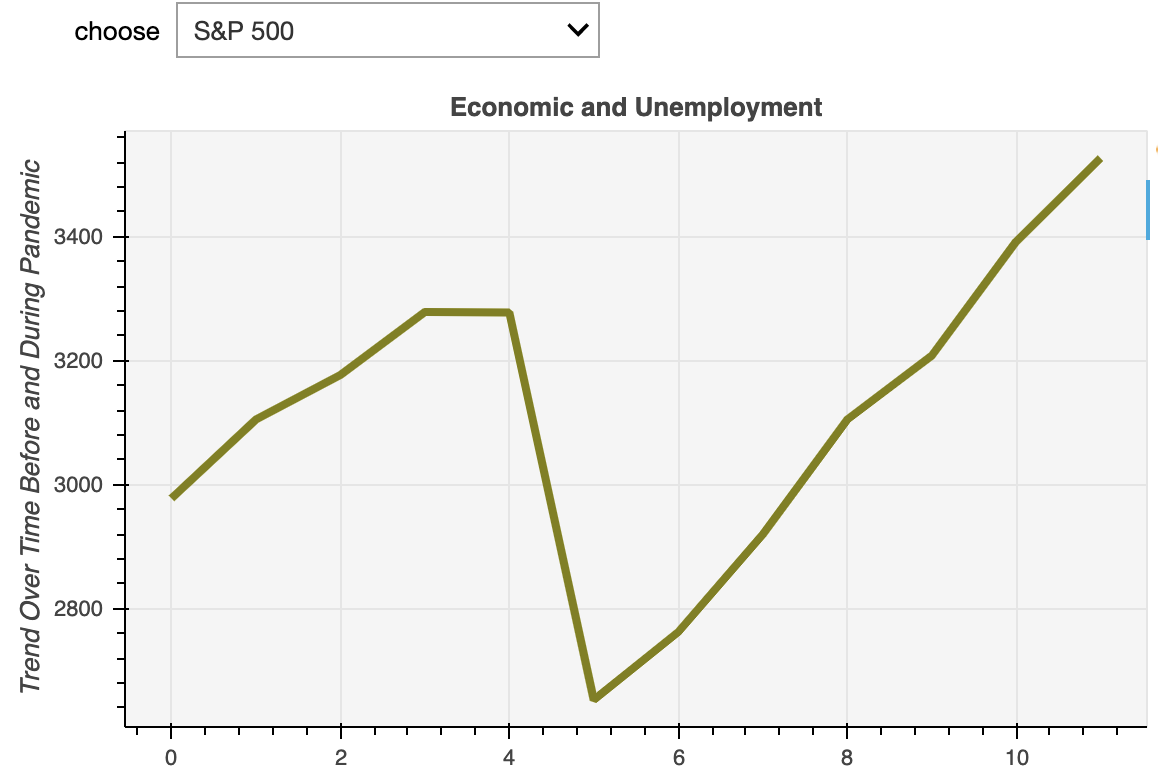 choose
S&P 500
Economic and Unemployment
Trend Over Time Before and During Pandemic
3400
3200
3000
2800
0
2
4
6
8
10